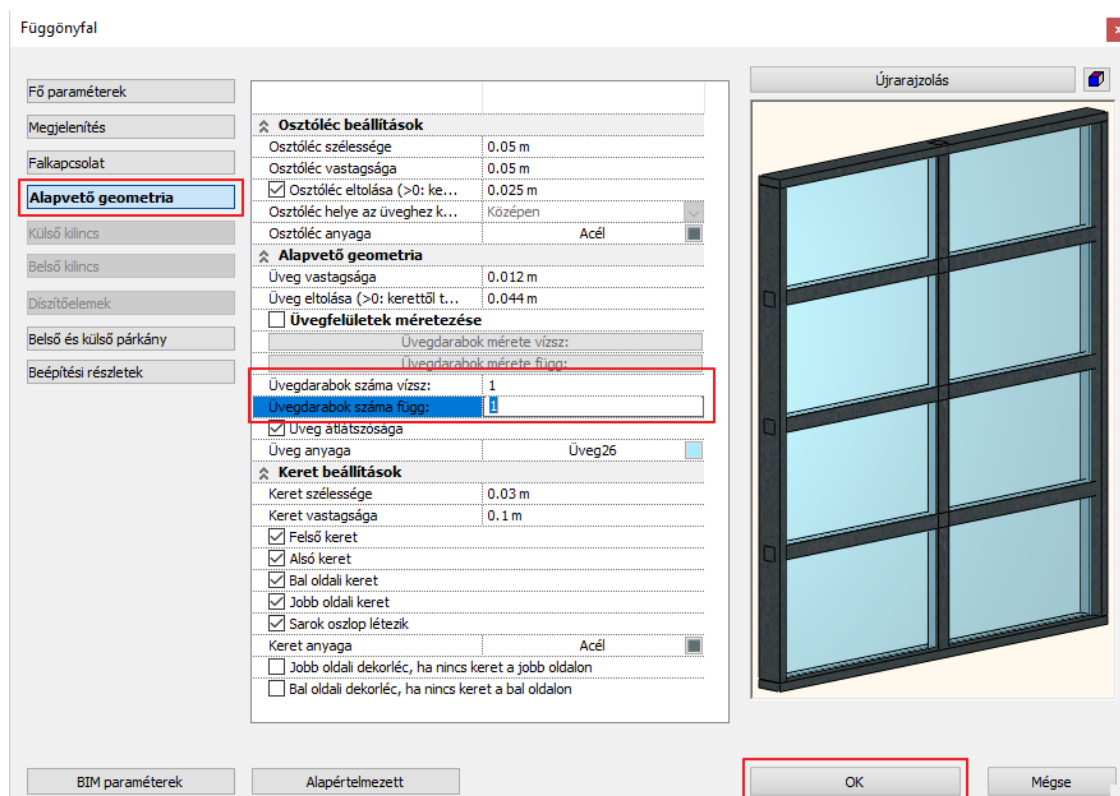 Függönyfal
x
Fő paraméterek
Megjelenítés
Falkapcsolat
Alapvető geometria
Külső kilincs
Belső kilincs
Díszítőelemek
Belső és külső párkány
Beépítési részletek
Osztóléc beállítások
Osztóléc szélessége 0.05 m
Osztóléc vastagsága 0.05 m
Osztóléc eltolása (>0: ke... 0.025 m
Osztóléc helye az üveghez k... Középen
Osztóléc anyaga Acél
Alapvető geometria
Üveg vastagsága 0.012 m
Üveg eltolása (>0: kerettől t... 0.044 m
Üvegfelületek méretezése
Üvegdarabok mérete vízsz:
Üvegdarabok mérete függ:
Üvegdarabok száma vízsz: 1
Üvegdarabok száma függ: 1
Üveg átlátszósága
Üveg anyaga Üveg26
Keret beállítások
Keret szélessége 0.03 m
Keret vastagsága 0.1 m
Felső keret
Alsó keret
Bal oldali keret
Jobb oldali keret
Sarok oszlop létezik
Keret anyaga Acél
Jobb oldali dekorléc, ha nincs keret a jobb oldalon
Bal oldali dekorléc, ha nincs keret a bal oldalon
Újrarajzolás
BIM paraméterek
Alapértelmezett
OK
Mégse